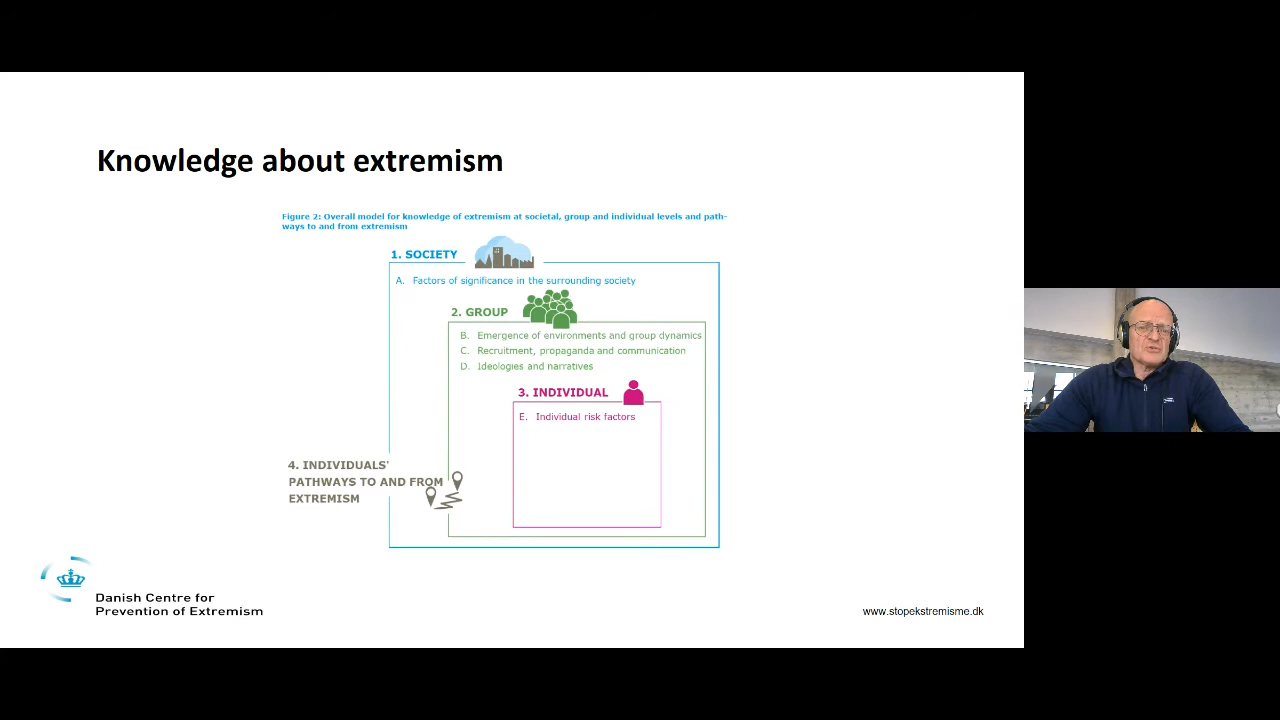 Knowledge about extremism
Figure 2: Overall model for knowledge of extremism at societal, group and individual levels and path-
ways to and from extremism
1. SOCIETY
A. Factors of significance in the surrounding society
2. GROUP
B. Emergence of environments and group dynamics
C. Recruitment, propaganda and communication
D. Ideologies and narratives
3. INDIVIDUAL
E. Individual risk factors
4. INDIVIDUALS'
PATHWAYS TO AND FROM
EXTREMISM
Danish Centre for
Prevention of Extremism
www.stopekstremisme.dk